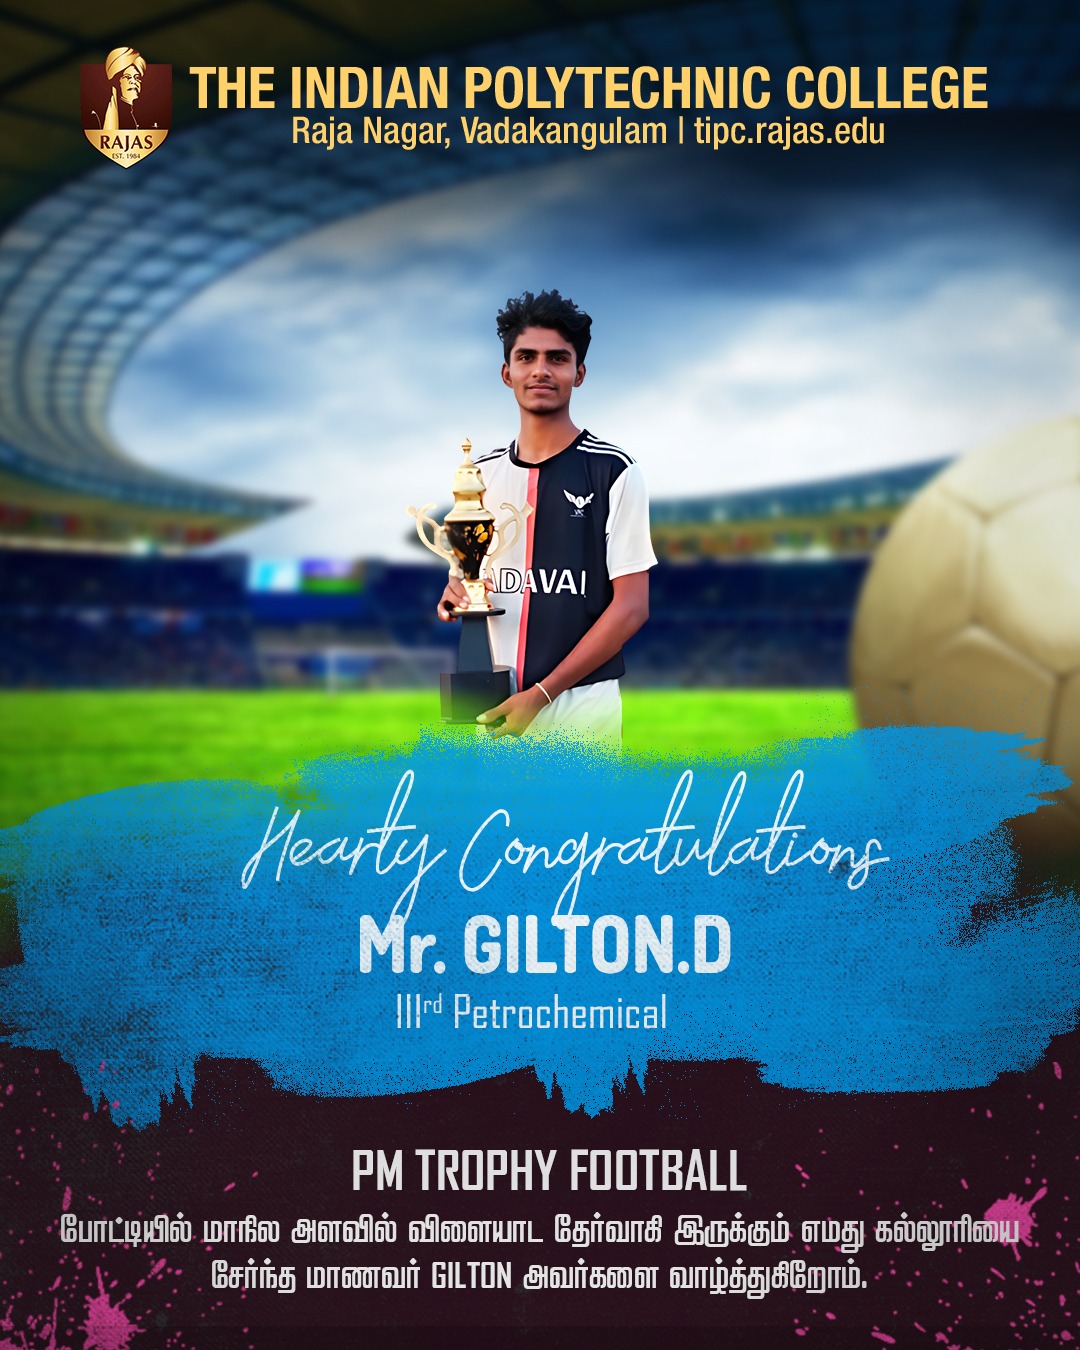 THE INDIAN POLYTECHNIC COLLEGE
Raja Nagar, Vadakangulam | tipc.rajas.edu
RAJAS
EST. 1984
ADAVAI
Hearty Congratulations
Mr. GILTON.D
IIIrd Petrochemical
PM TROPHY FOOTBALL
போட்டியில் மாநில அளவில் விளையாட தேர்வாகி இருக்கும் எமது கல்லூரியை
சேர்ந்த மாணவர் GILTON அவர்களை வாழ்த்துகிறோம்.